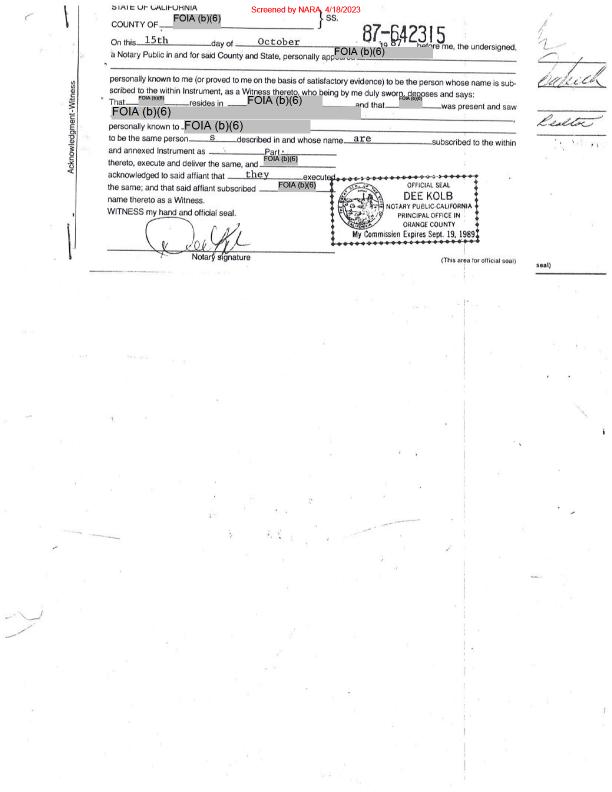 STATE OF CALIFORNIA
Screened by NARA 4/18/2023
COUNTY OF FOIA (b)(6) } SS.
87-642315
On this 15th day of October 1987 before me, the undersigned,
a Notary Public in and for said County and State, personally appeared FOIA (b)(6)
personally known to me (or proved to me on the basis of satisfactory evidence) to be the person whose name is sub-
scribed to the within Instrument, as a Witness thereto, who being by me duly sworn, deposes and says:
That FOIA (b)(6) resides in FOIA (b)(6) and that FOIA (b)(6) was present and saw
FOIA (b)(6)
personally known to FOIA (b)(6)
to be the same person s described in and whose name are subscribed to the within
and annexed Instrument as Part
thereto, execute and deliver the same, and FOIA (b)(6)
acknowledged to said affiant that they executed
the same; and that said affiant subscribed FOIA (b)(6)
name thereto as a Witness.
WITNESS my hand and official seal.
Dee Kolb
Notary signature
OFFICIAL SEAL
DEE KOLB
NOTARY PUBLIC-CALIFORNIA
PRINCIPAL OFFICE IN
ORANGE COUNTY
My Commission Expires Sept. 19, 1989
(This area for official seal)
seal)
Acknowledgment-Witness